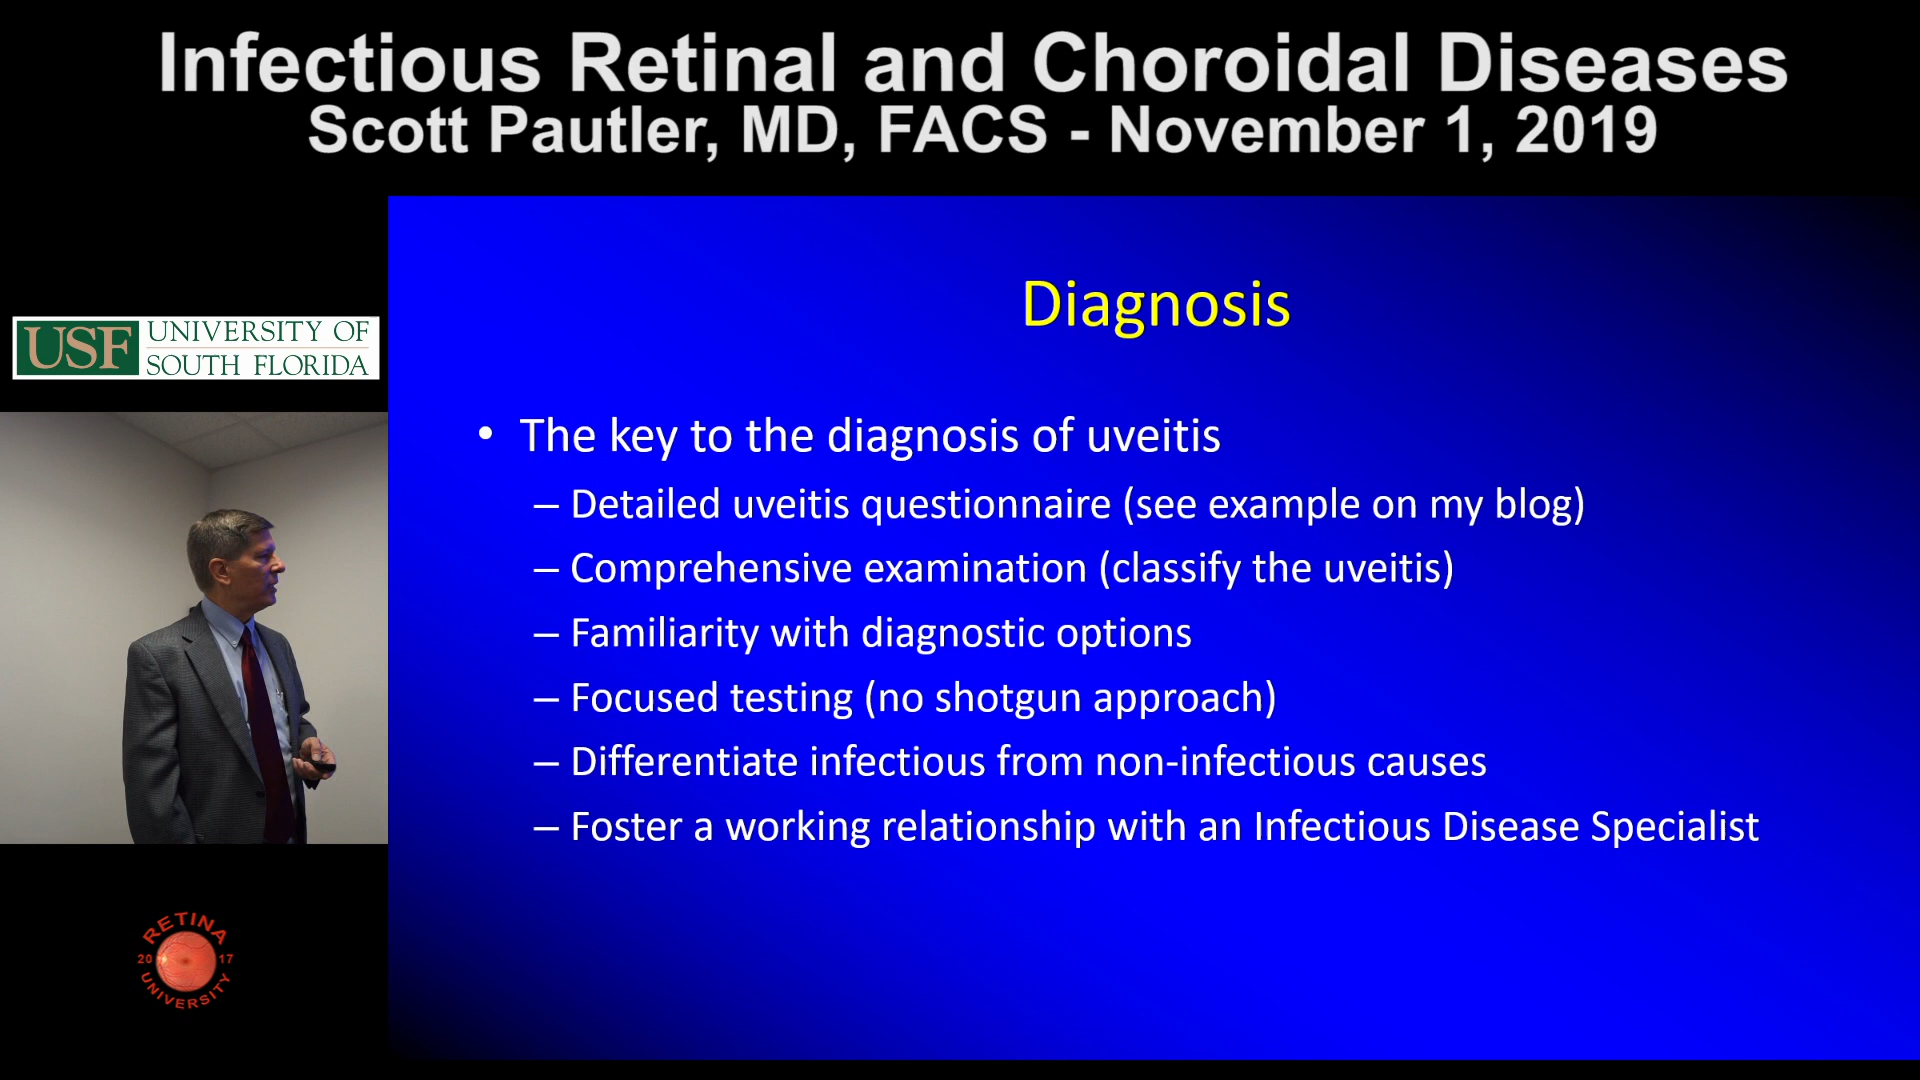 Infectious Retinal and Choroidal Diseases
Scott Pautler, MD, FACS - November 1, 2019
USF UNIVERSITY OF
SOUTH FLORIDA
Diagnosis
• The key to the diagnosis of uveitis
– Detailed uveitis questionnaire (see example on my blog)
– Comprehensive examination (classify the uveitis)
– Familiarity with diagnostic options
– Focused testing (no shotgun approach)
– Differentiate infectious from non-infectious causes
– Foster a working relationship with an Infectious Disease Specialist
RETINA
20 17
UNIVERSITY